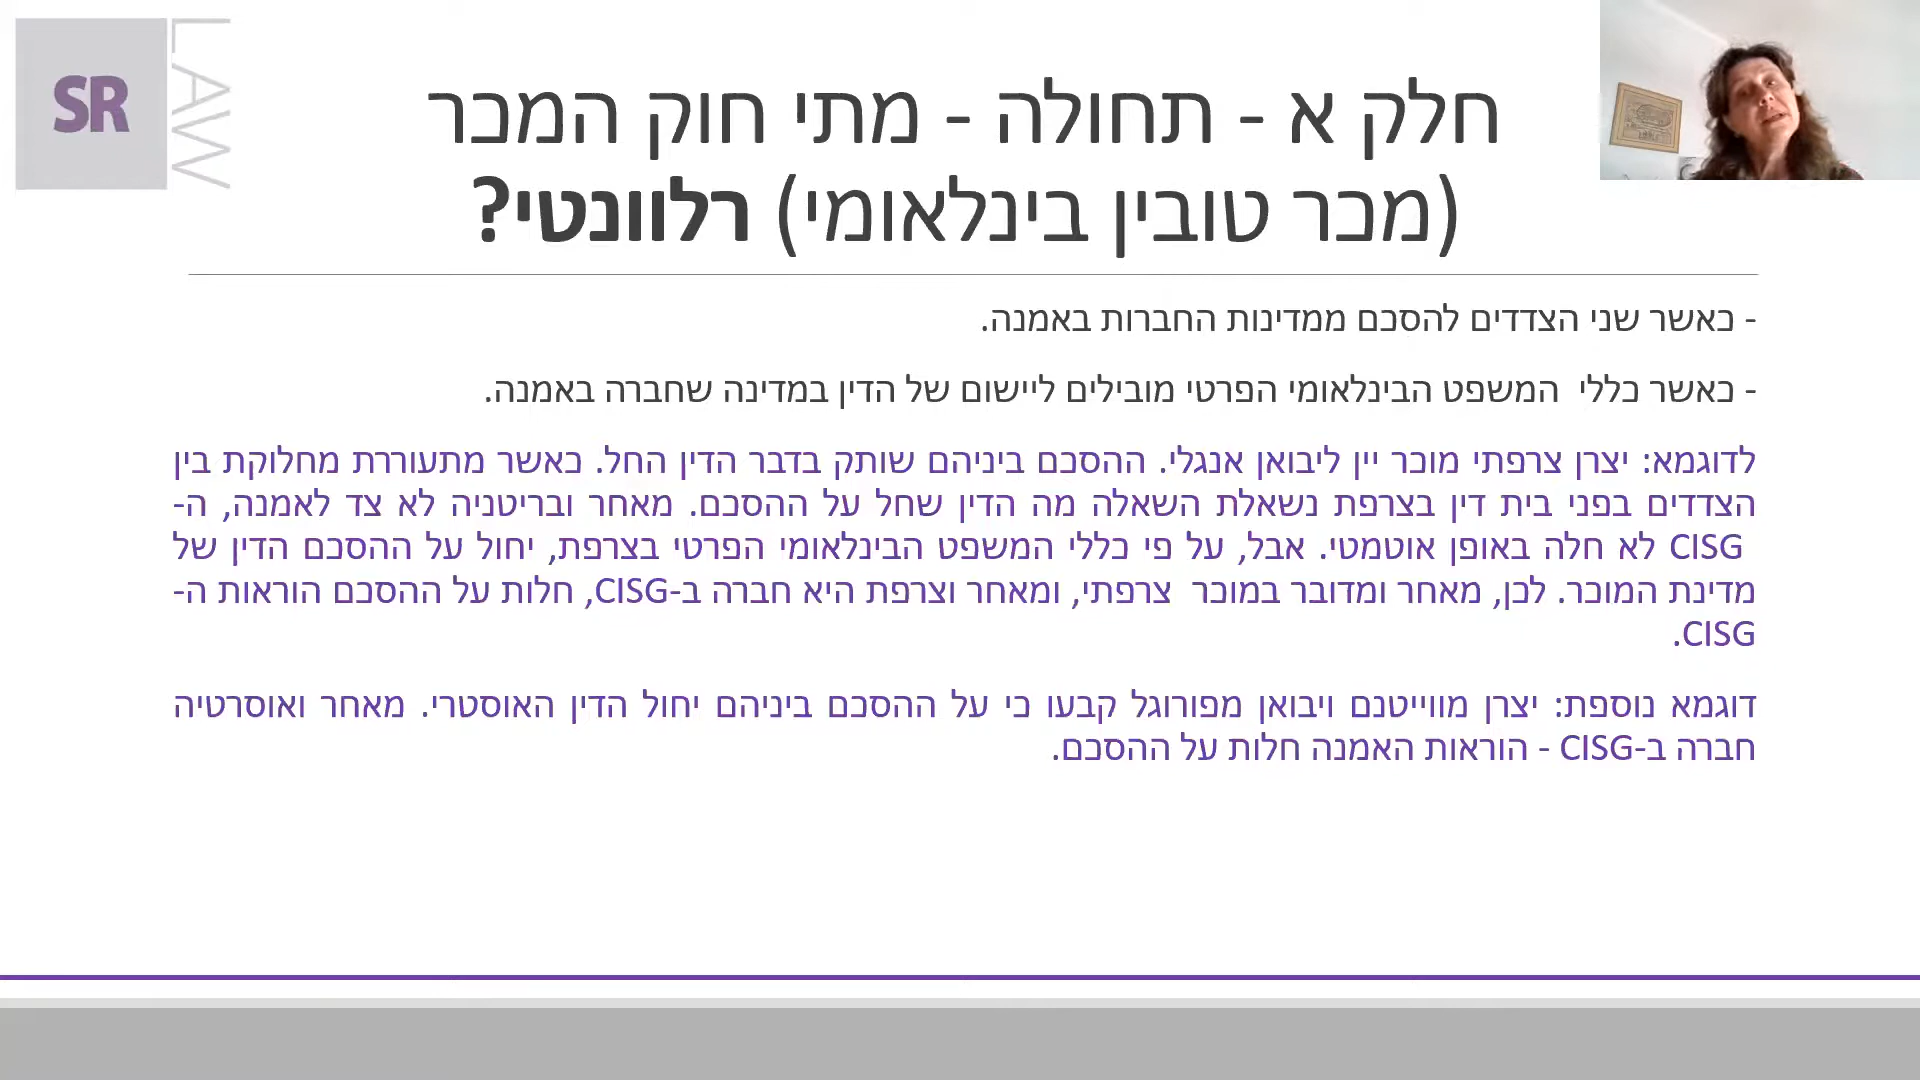 SR
LAW
חלק א - תחולה - מתי חוק המכר
(מכר טובין בינלאומי) רלוונטי?
- כאשר שני הצדדים להסכם ממדינות החברות באמנה.
- כאשר כללי המשפט הבינלאומי הפרטי מובילים ליישום של הדין במדינה שחברה באמנה.
לדוגמא: יצרן צרפתי מוכר יין ליבואן אנגלי. ההסכם ביניהם שותק בדבר הדין החל. כאשר מתעוררת מחלוקת בין
הצדדים בפני בית דין בצרפת נשאלת השאלה מה הדין שחל על ההסכם. מאחר ובריטניה לא צד לאמנה, ה-
CISG לא חלה באופן אוטמטי. אבל, על פי כללי המשפט הבינלאומי הפרטי בצרפת, יחול על ההסכם הדין של
מדינת המוכר. לכן, מאחר ומדובר במוכר צרפתי, ומאחר וצרפת היא חברה ב-CISG, חלות על ההסכם הוראות ה-
CISG.
דוגמא נוספת: יצרן מווייטנם ויבואן מפורוגל קבעו כי על ההסכם ביניהם יחול הדין האוסטרי. מאחר ואוסרטיה
חברה ב-CISG - הוראות האמנה חלות על ההסכם.